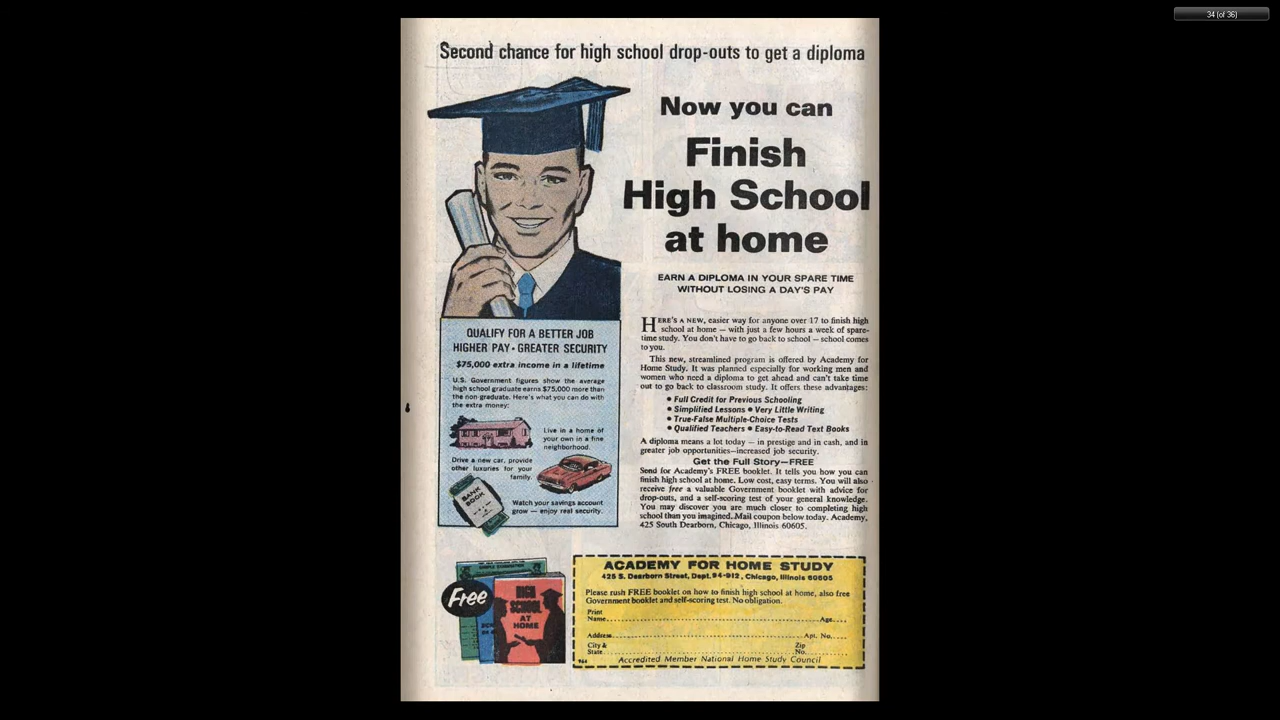 34 (of 36)
Second chance for high school drop-outs to get a diploma
Now you can
Finish
High School
at home
EARN A DIPLOMA IN YOUR SPARE TIME
WITHOUT LOSING A DAY'S PAY
HERE'S A NEW, easier way for anyone over 17 to finish high
school at home — with just a few hours a week of spare-
time study. You don't have to go back to school — school comes
to you.
This new, streamlined program is offered by Academy for
Home Study. It was planned especially for working men and
women who need a diploma to get ahead and can't take time
out to go back to classroom study. It offers these advantages:
• Full Credit for Previous Schooling
• Simplified Lessons • Very Little Writing
• True-False Multiple-Choice Tests
• Qualified Teachers • Easy-to-Read Text Books
A diploma means a lot today — in prestige and in cash, and in
greater job opportunities—increased job security.
Get the Full Story—FREE
Send for Academy's FREE booklet. It tells you how you can
finish high school at home. Low cost, easy terms. You will also
receive free a valuable Government booklet with advice for
drop-outs, and a self-scoring test of your general knowledge.
You may discover you are much closer to completing high
school than you imagined. Mail coupon below today. Academy,
425 South Dearborn, Chicago, Illinois 60605.
QUALIFY FOR A BETTER JOB
HIGHER PAY • GREATER SECURITY
$75,000 extra income in a lifetime
U.S. Government figures show the average
high school graduate earns $75,000 more than
the non-graduate. Here's what you can do with
the extra money:
Live in a home of
your own in a fine
neighborhood.
Drive a new car, provide
other luxuries for your
family.
BANK
BOOK
Watch your savings account
grow — enjoy real security.
Free
HIGH
SCHOOL
AT
HOME
ACADEMY FOR HOME STUDY
425 S. Dearborn Street, Dept. 94-912, Chicago, Illinois 60605
Please rush FREE booklet on how to finish high school at home, also free
Government booklet and self-scoring test. No obligation.
Print
Name Age
Address Apt. No.
City & Zip
State No.
Accredited Member National Home Study Council